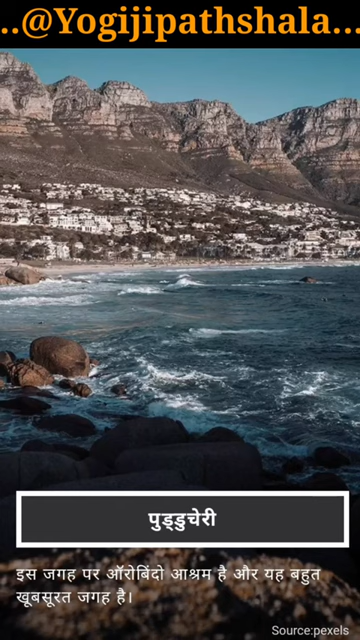 ..@Yogijipathshala...
पुड्डुचेरी
इस जगह पर ऑरोबिंदो आश्रम है और यह बहुत
खूबसूरत जगह है।
Source:pexels